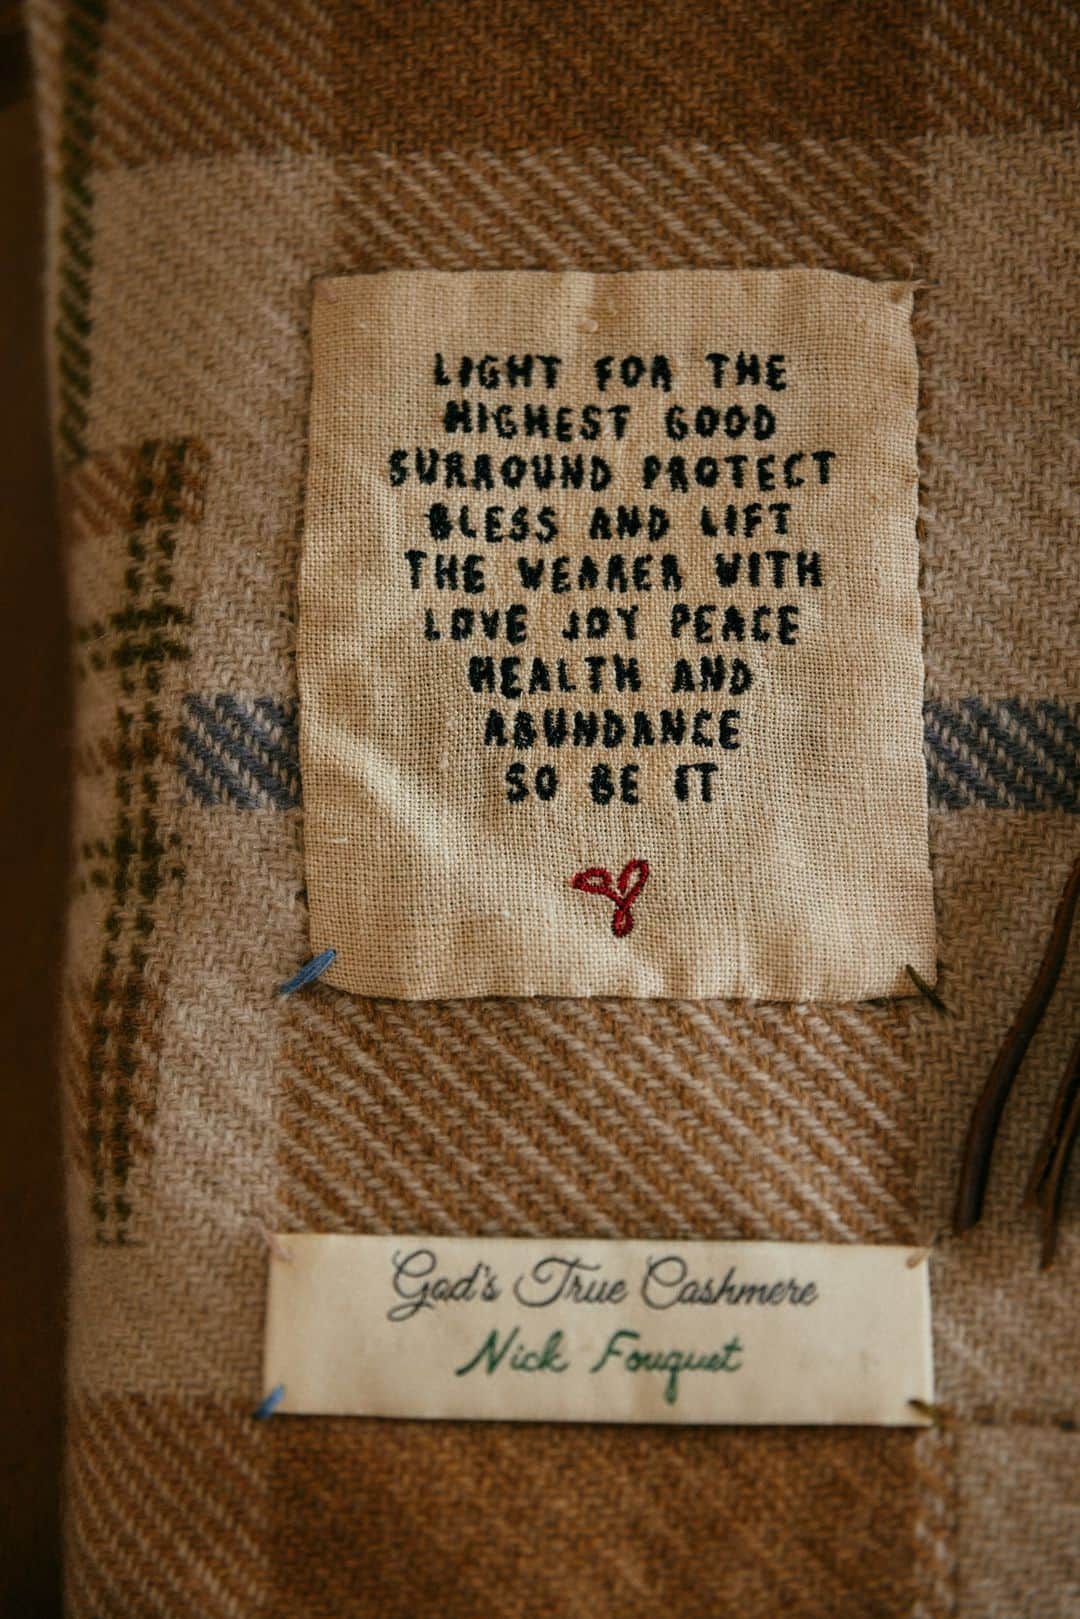 LIGHT FOR THE
HIGHEST GOOD
SURROUND PROTECT
BLESS AND LIFT
THE WEARER WITH
LOVE JOY PEACE
HEALTH AND
ABUNDANCE
SO BE IT
God's True Cashmere
Nick Fouquet